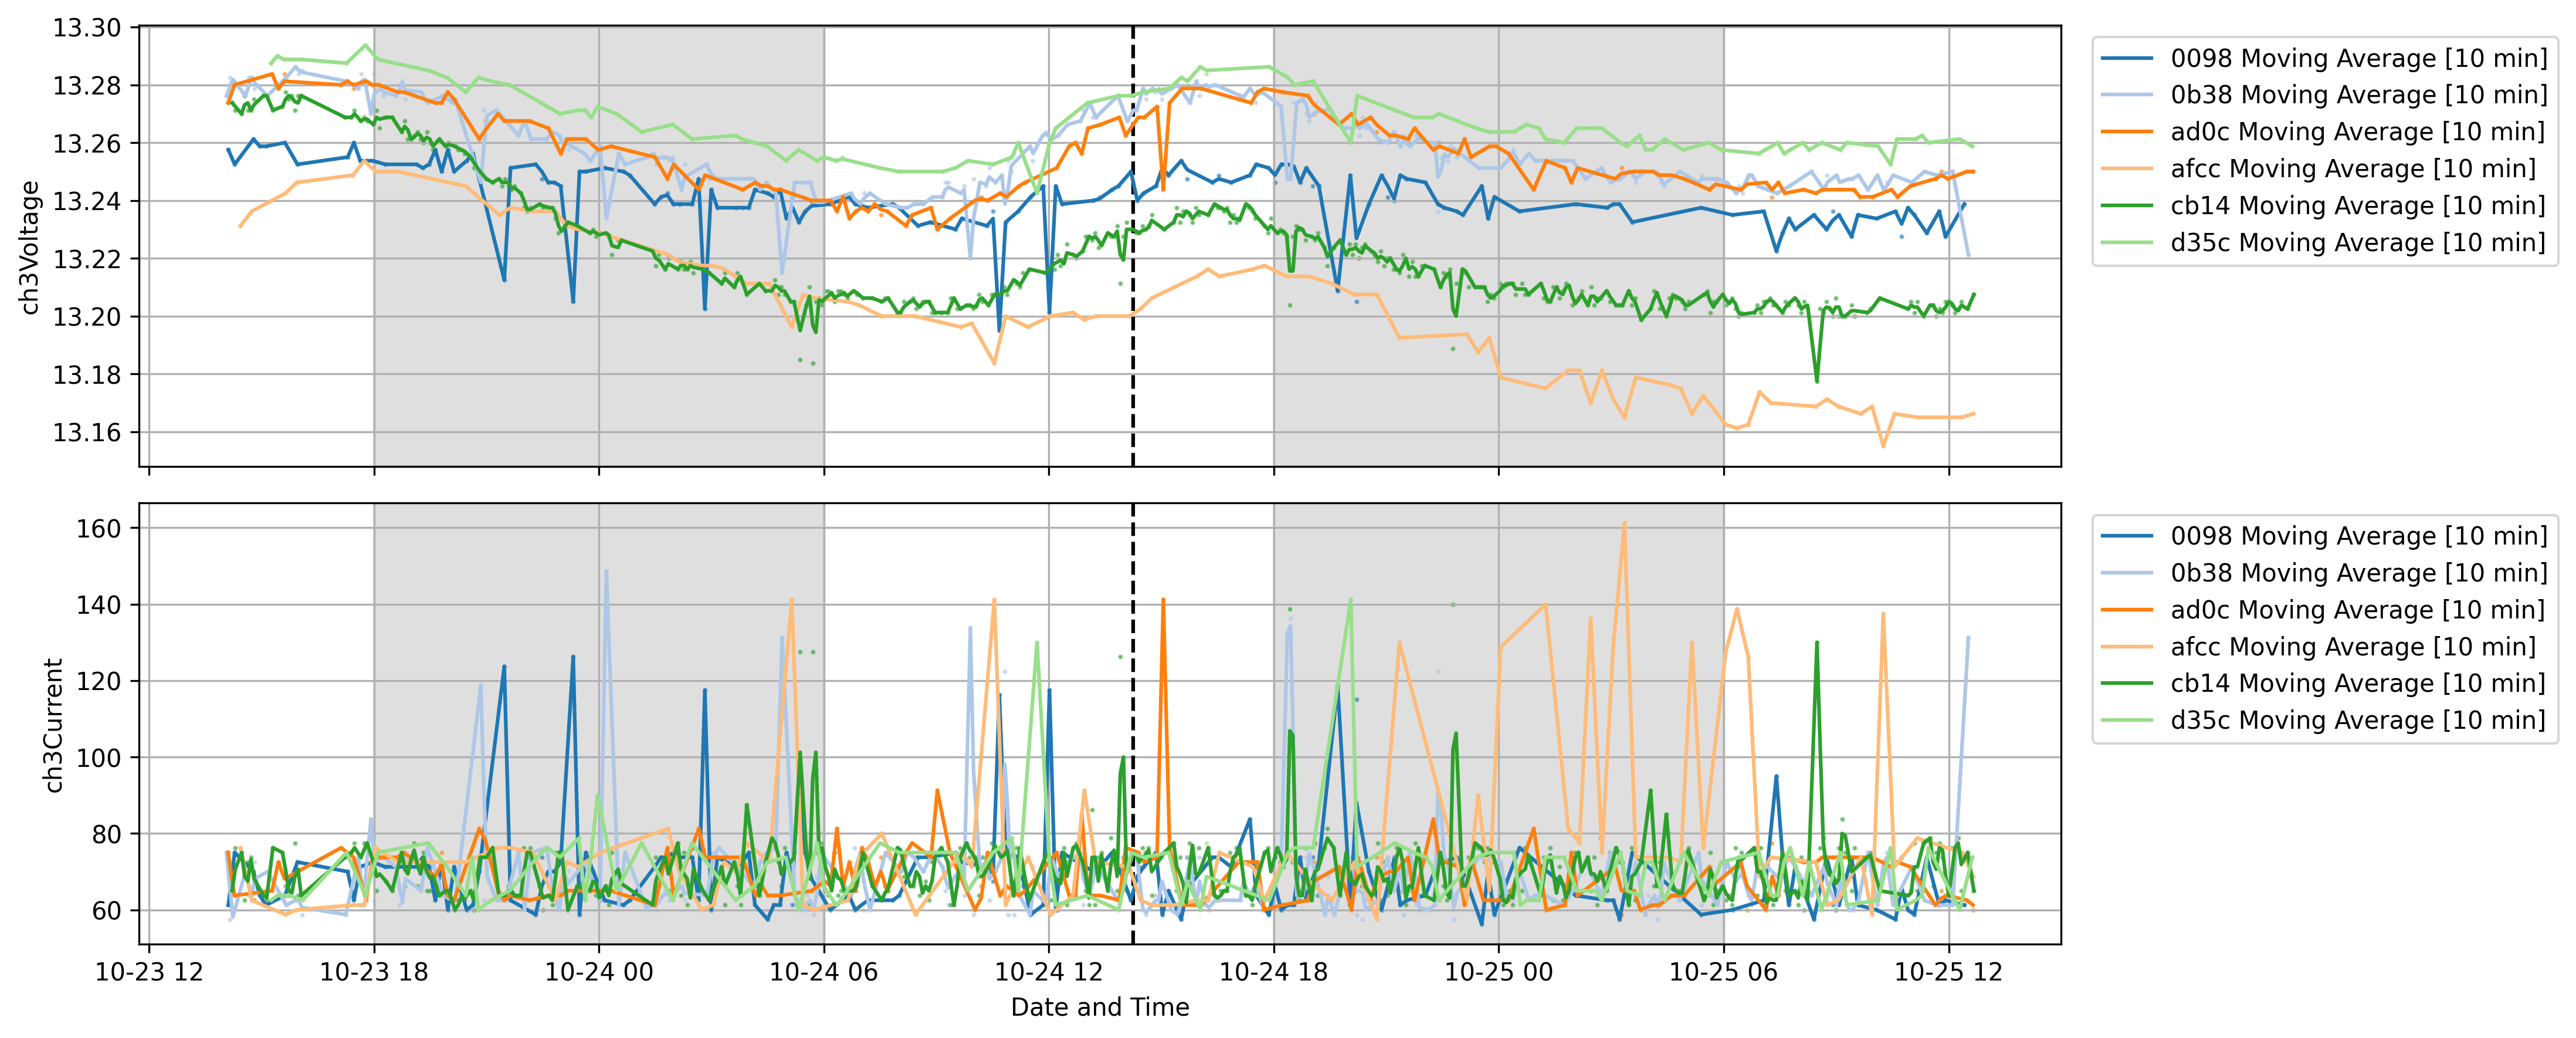 13.30
13.28
13.26
13.24
13.22
13.20
13.18
13.16
ch3Voltage
0098 Moving Average [10 min]
0b38 Moving Average [10 min]
ad0c Moving Average [10 min]
afcc Moving Average [10 min]
cb14 Moving Average [10 min]
d35c Moving Average [10 min]
160
140
120
100
80
60
ch3Current
0098 Moving Average [10 min]
0b38 Moving Average [10 min]
ad0c Moving Average [10 min]
afcc Moving Average [10 min]
cb14 Moving Average [10 min]
d35c Moving Average [10 min]
10-23 12 10-23 18 10-24 00 10-24 06 10-24 12 10-24 18 10-25 00 10-25 06 10-25 12
Date and Time